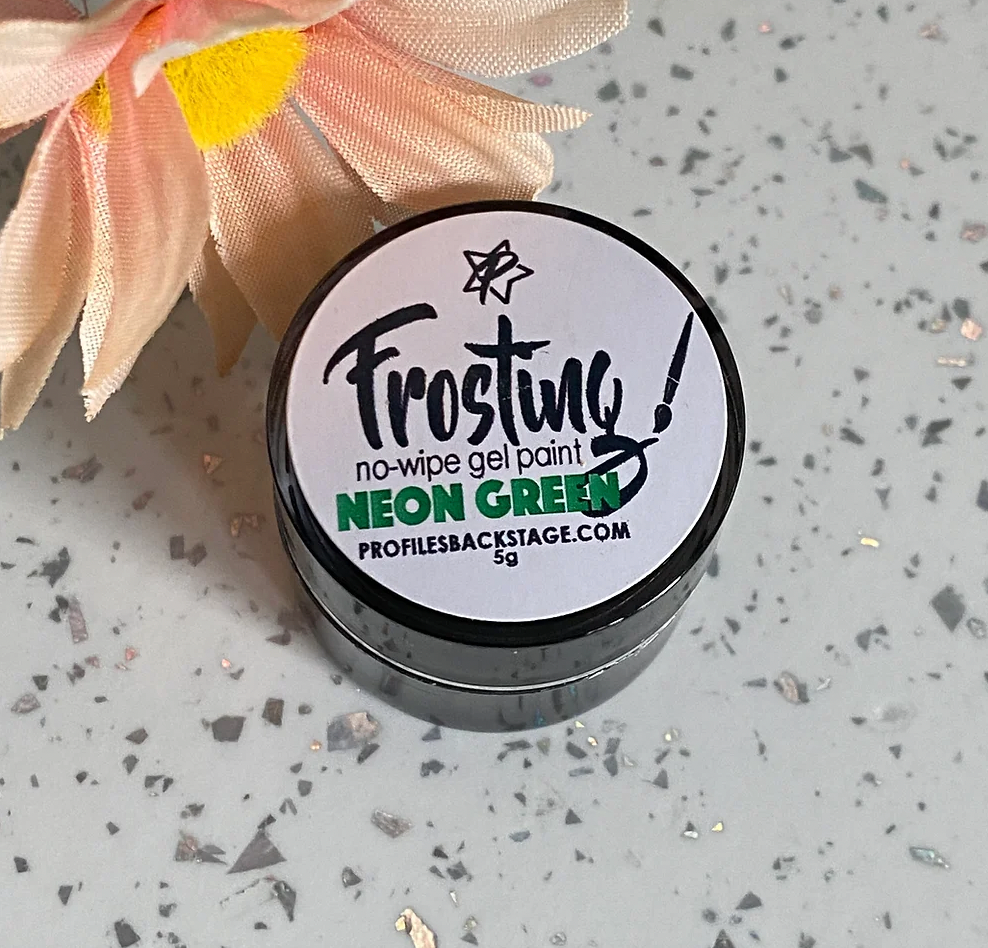 P
Frosting
no-wipe gel paint
NEON GREEN
PROFILESBACKSTAGE.COM
5g